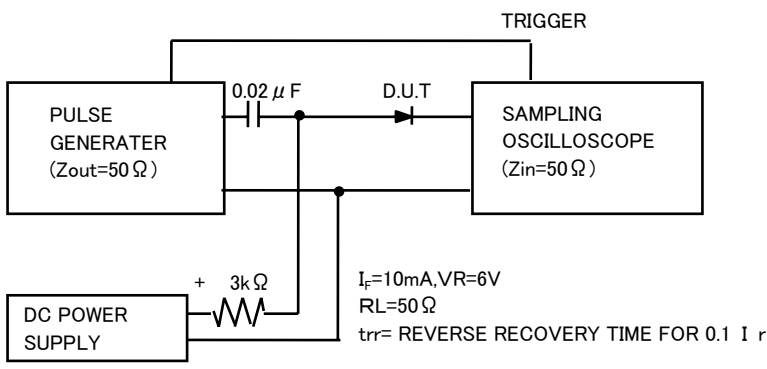 TRIGGER
0.02μF
D.U.T
PULSE
GENERATER
(Zout=50Ω)
SAMPLING
OSCILLOSCOPE
(Zin=50Ω)
+ 3kΩ
DC POWER
SUPPLY
IF=10mA,VR=6V
RL=50Ω
trr= REVERSE RECOVERY TIME FOR 0.1 I r